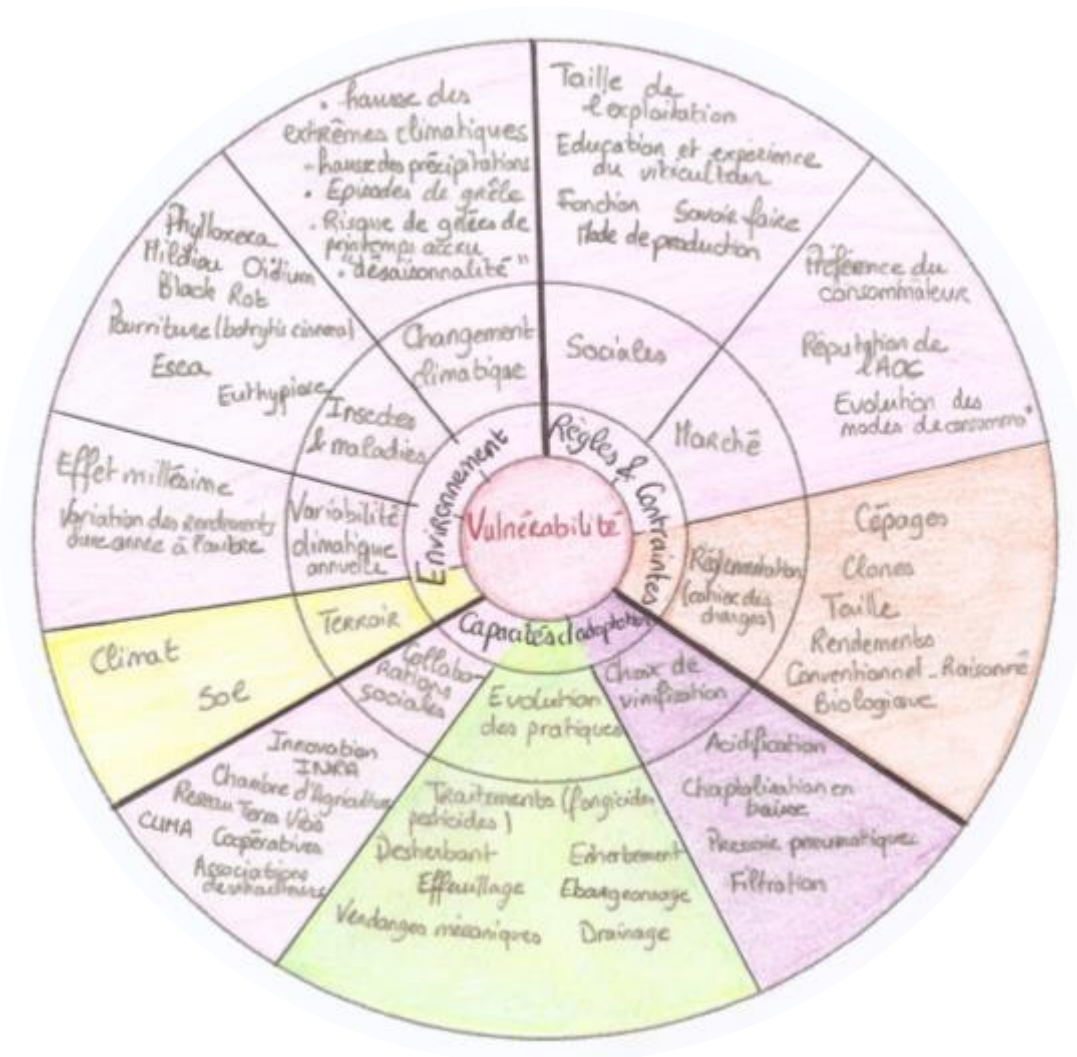 Vulnérabilité
Environnement
Règles & Contraintes
Capacités d'adaptation
Changement
climatique
. hausse des
extrêmes climatiques
- hausse des précipitations
. Episodes de grêle
. Risque de gelées de
printemps accru
. "désaisonnalité"
Sociales
Taille de
l'exploitation
Education et expérience
du viticulteur
Fonction Savoir faire
Mode de production
Marché
Préférence du
consommateur
Réputation de
l'AOC
Evolution des
modes de consommo°
Réglementation
(cahier des
charges)
Cépages
Clones
Taille
Rendements
Conventionnel - Raisonné
Biologique
Choix de
vinification
Acidification
Chaptalisation en
baisse
Pressoir pneumatique
Filtration
Evolution
des pratiques
Traitements (fongicides
pesticides)
Desherbant Enherbement
Effeuillage Ebourgeonnage
Vendanges mécaniques Drainage
Collabo-
rations
sociales
Innovation
INRA
Chambre d'Agriculture
Reseau Terra Vitis
CUMA Coopératives
Associations
Terroir
Climat
Sol
Variabilité
climatique
annuelle
Effet millésime
Variation des rendements
d'une année à l'autre
Insectes
& maladies
Phylloxera
Mildiou Oïdium
Black Rot
Pourriture (botrytis cinerea)
Esca
Euthypiose